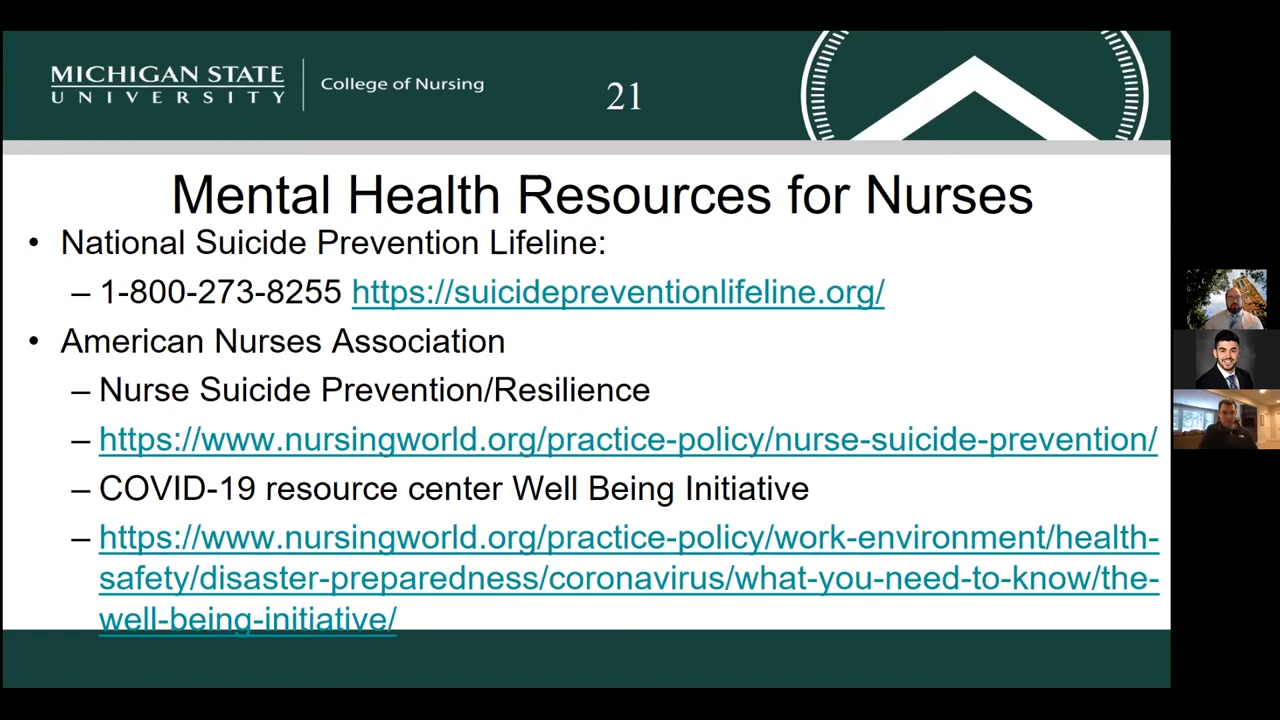 MICHIGAN STATE
UNIVERSITY
College of Nursing
21
Mental Health Resources for Nurses
• National Suicide Prevention Lifeline:
– 1-800-273-8255 https://suicidepreventionlifeline.org/
• American Nurses Association
– Nurse Suicide Prevention/Resilience
– https://www.nursingworld.org/practice-policy/nurse-suicide-prevention/
– COVID-19 resource center Well Being Initiative
– https://www.nursingworld.org/practice-policy/work-environment/health-
safety/disaster-preparedness/coronavirus/what-you-need-to-know/the-
well-being-initiative/